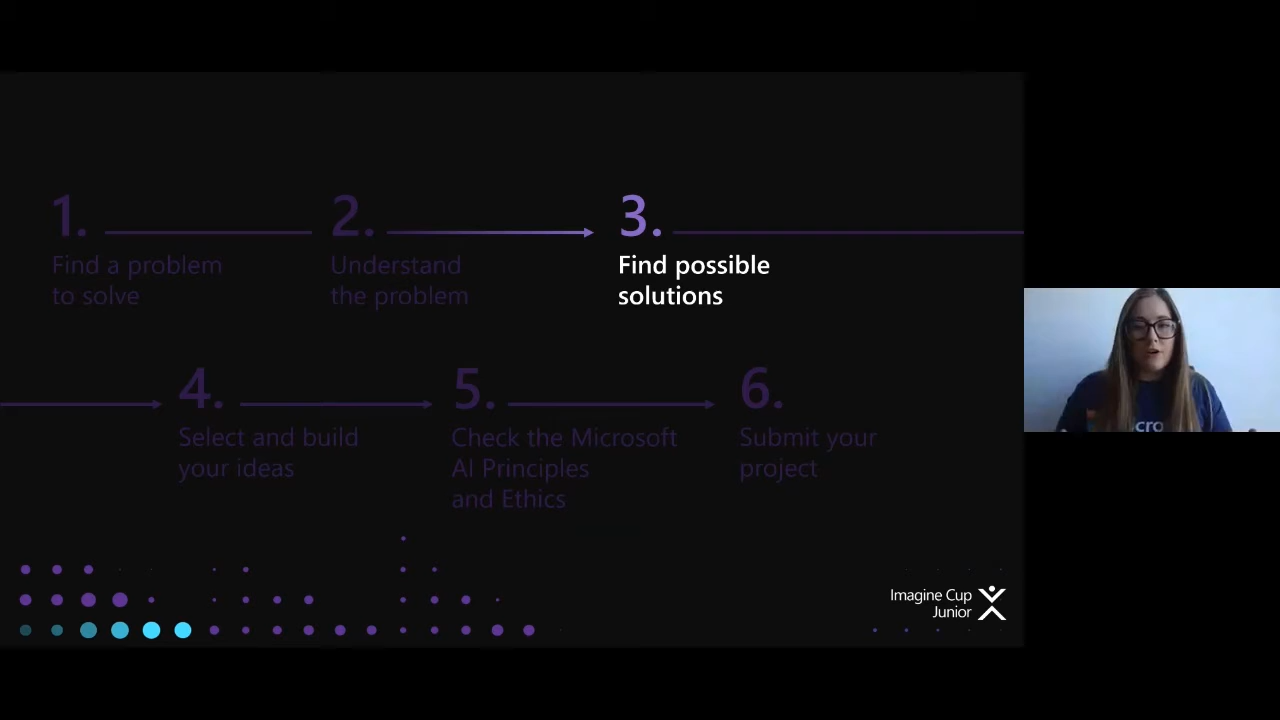 1.
Find a problem
to solve
2.
Understand
the problem
3.
Find possible
solutions
4.
Select and build
your ideas
5.
Check the Microsoft
AI Principles
and Ethics
6.
Submit your
project
Imagine Cup
Junior